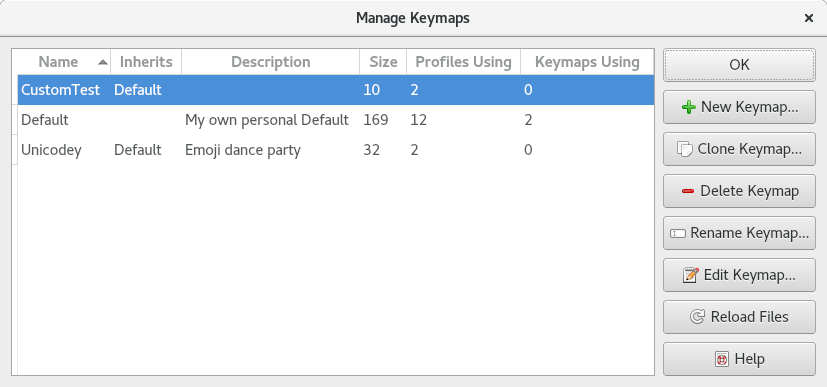 Manage Keymaps
Name Inherits Description Size Profiles Using Keymaps Using
CustomTest Default 10 2 0
Default My own personal Default 169 12 2
Unicodey Default Emoji dance party 32 2 0
OK
New Keymap...
Clone Keymap...
Delete Keymap
Rename Keymap...
Edit Keymap...
Reload Files
Help